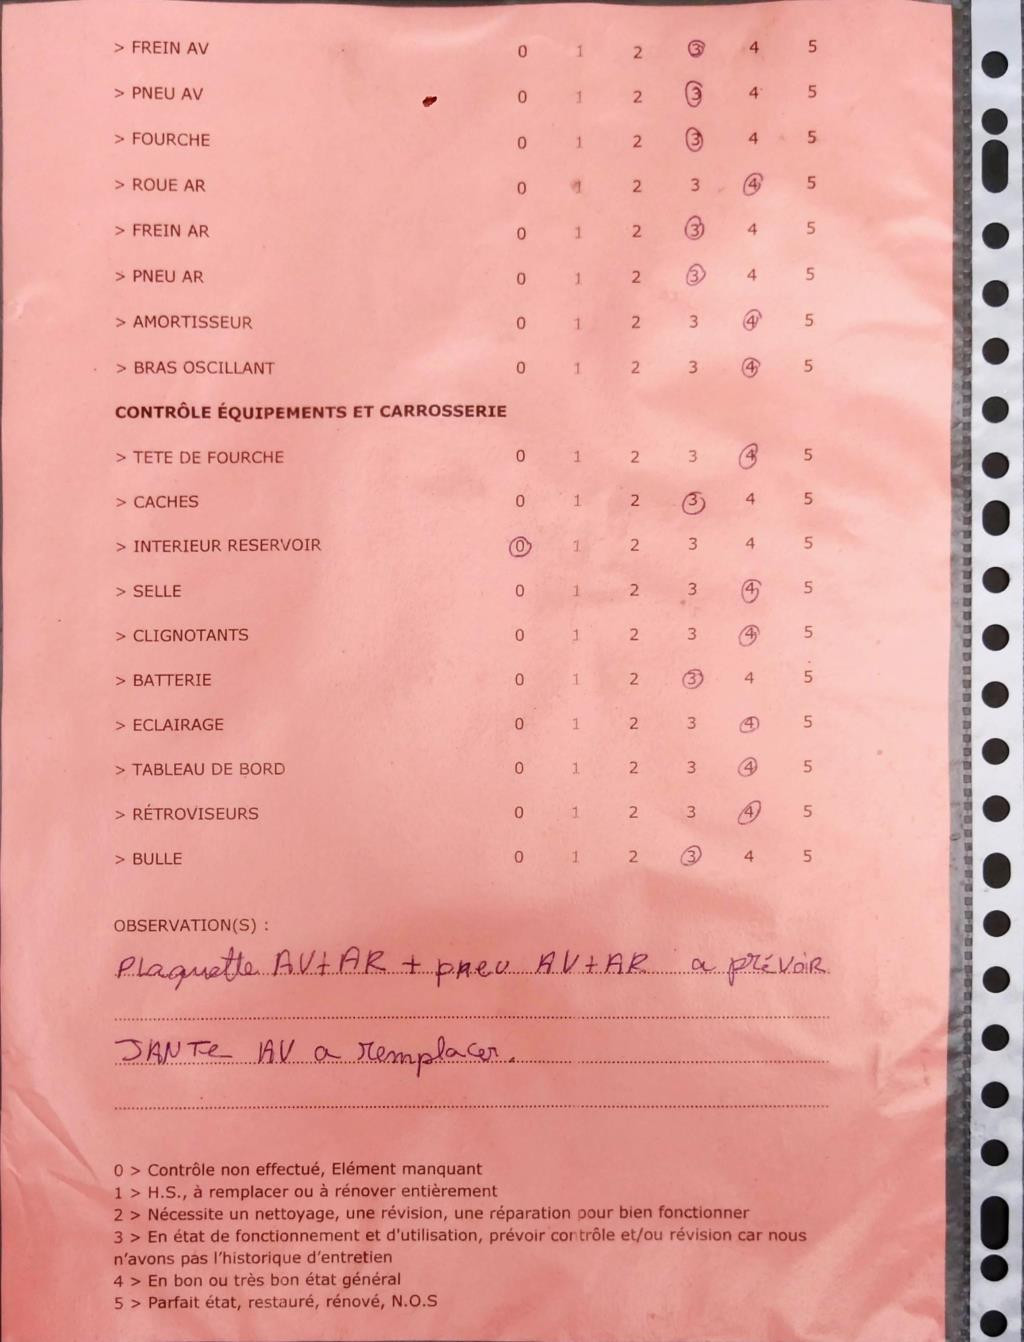 > FREIN AV 0 1 2 3 4 5
> PNEU AV 0 1 2 3 4 5
> FOURCHE 0 1 2 3 4 5
> ROUE AR 0 1 2 3 4 5
> FREIN AR 0 1 2 3 4 5
> PNEU AR 0 1 2 3 4 5
> AMORTISSEUR 0 1 2 3 4 5
> BRAS OSCILLANT 0 1 2 3 4 5
CONTRÔLE ÉQUIPEMENTS ET CARROSSERIE
> TETE DE FOURCHE 0 1 2 3 4 5
> CACHES 0 1 2 3 4 5
> INTERIEUR RESERVOIR 0 1 2 3 4 5
> SELLE 0 1 2 3 4 5
> CLIGNOTANTS 0 1 2 3 4 5
> BATTERIE 0 1 2 3 4 5
> ECLAIRAGE 0 1 2 3 4 5
> TABLEAU DE BORD 0 1 2 3 4 5
> RÉTROVISEURS 0 1 2 3 4 5
> BULLE 0 1 2 3 4 5
OBSERVATION(S) :
Plaquette AV+AR + pneu AV+AR a prévoir
JANTE AV a remplacer.
0 > Contrôle non effectué, Elément manquant
1 > H.S., à remplacer ou à rénover entièrement
2 > Nécessite un nettoyage, une révision, une réparation pour bien fonctionner
3 > En état de fonctionnement et d'utilisation, prévoir contrôle et/ou révision car nous
n'avons pas l'historique d'entretien
4 > En bon ou très bon état général
5 > Parfait état, restauré, rénové, N.O.S